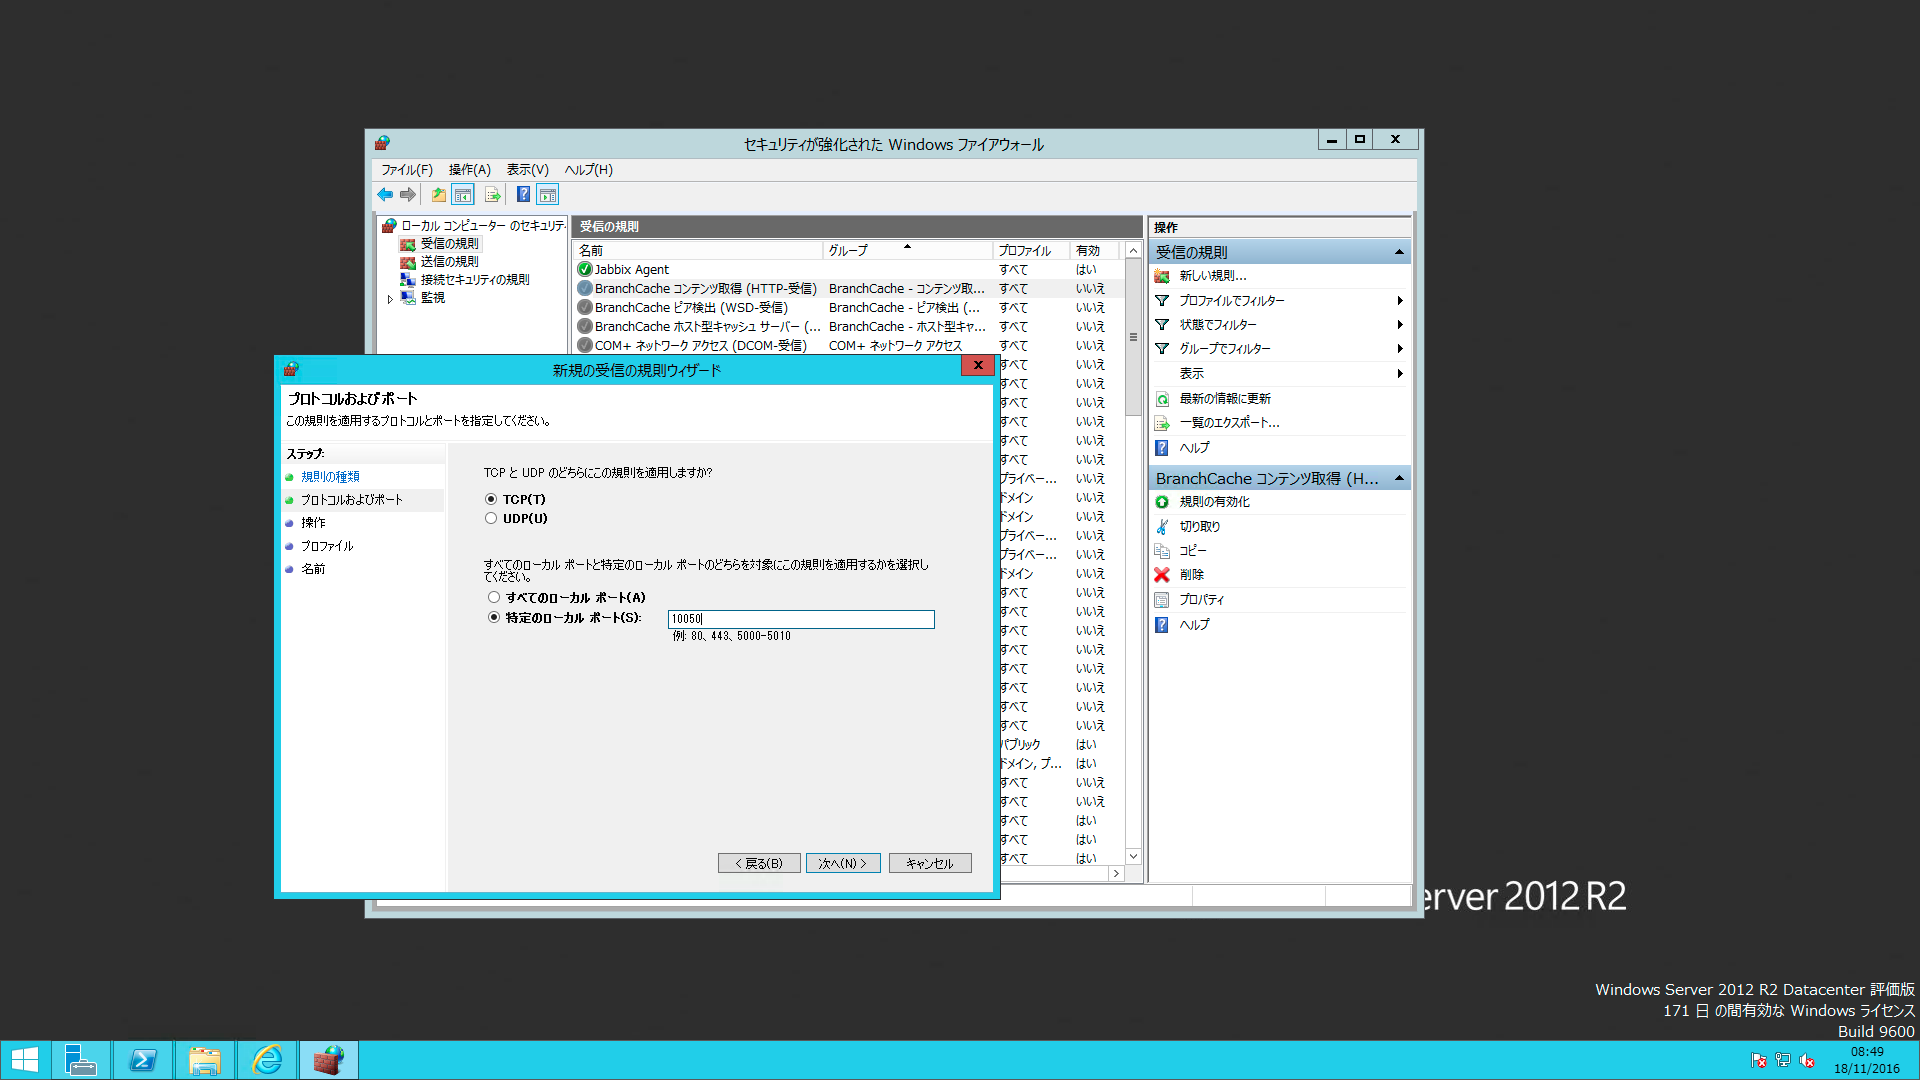 セキュリティが強化された Windows ファイアウォール
ファイル(F) 操作(A) 表示(V) ヘルプ(H)
ローカル コンピューター のセキュリテ
受信の規則
送信の規則
接続セキュリティの規則
監視
受信の規則
名前 グループ プロファイル 有効
Jabbix Agent すべて はい
BranchCache コンテンツ取得 (HTTP-受信) BranchCache - コンテンツ取... すべて いいえ
BranchCache ピア検出 (WSD-受信) BranchCache - ピア検出 (... すべて いいえ
BranchCache ホスト型キャッシュ サーバー (... BranchCache - ホスト型キャ... すべて いいえ
COM+ ネットワーク アクセス (DCOM-受信) COM+ ネットワーク アクセス すべて いいえ
すべて いいえ
すべて いいえ
すべて いいえ
すべて いいえ
すべて いいえ
すべて いいえ
プライベー... いいえ
ドメイン いいえ
ドメイン いいえ
プライベー... いいえ
プライベー... いいえ
ドメイン いいえ
すべて いいえ
すべて いいえ
すべて いいえ
すべて いいえ
すべて いいえ
すべて いいえ
すべて いいえ
すべて いいえ
パブリック はい
ドメイン, プ... はい
すべて いいえ
すべて いいえ
すべて はい
すべて はい
すべて はい
操作
受信の規則
新しい規則...
プロファイルでフィルター
状態でフィルター
グループでフィルター
表示
最新の情報に更新
一覧のエクスポート...
ヘルプ
BranchCache コンテンツ取得 (H...
規則の有効化
切り取り
コピー
削除
プロパティ
ヘルプ
新規の受信の規則ウィザード
プロトコルおよびポート
この規則を適用するプロトコルとポートを指定してください。
ステップ:
規則の種類
プロトコルおよびポート
操作
プロファイル
名前
TCP と UDP のどちらにこの規則を適用しますか?
TCP(T)
UDP(U)
すべてのローカル ポートと特定のローカル ポートのどちらを対象にこの規則を適用するかを選択し
てください。
すべてのローカル ポート(A)
特定のローカル ポート(S): 10050
例: 80、443、5000-5010
< 戻る(B) 次へ(N) > キャンセル
erver 2012 R2
Windows Server 2012 R2 Datacenter 評価版
171 日 の間有効な Windows ライセンス
Build 9600
08:49
18/11/2016